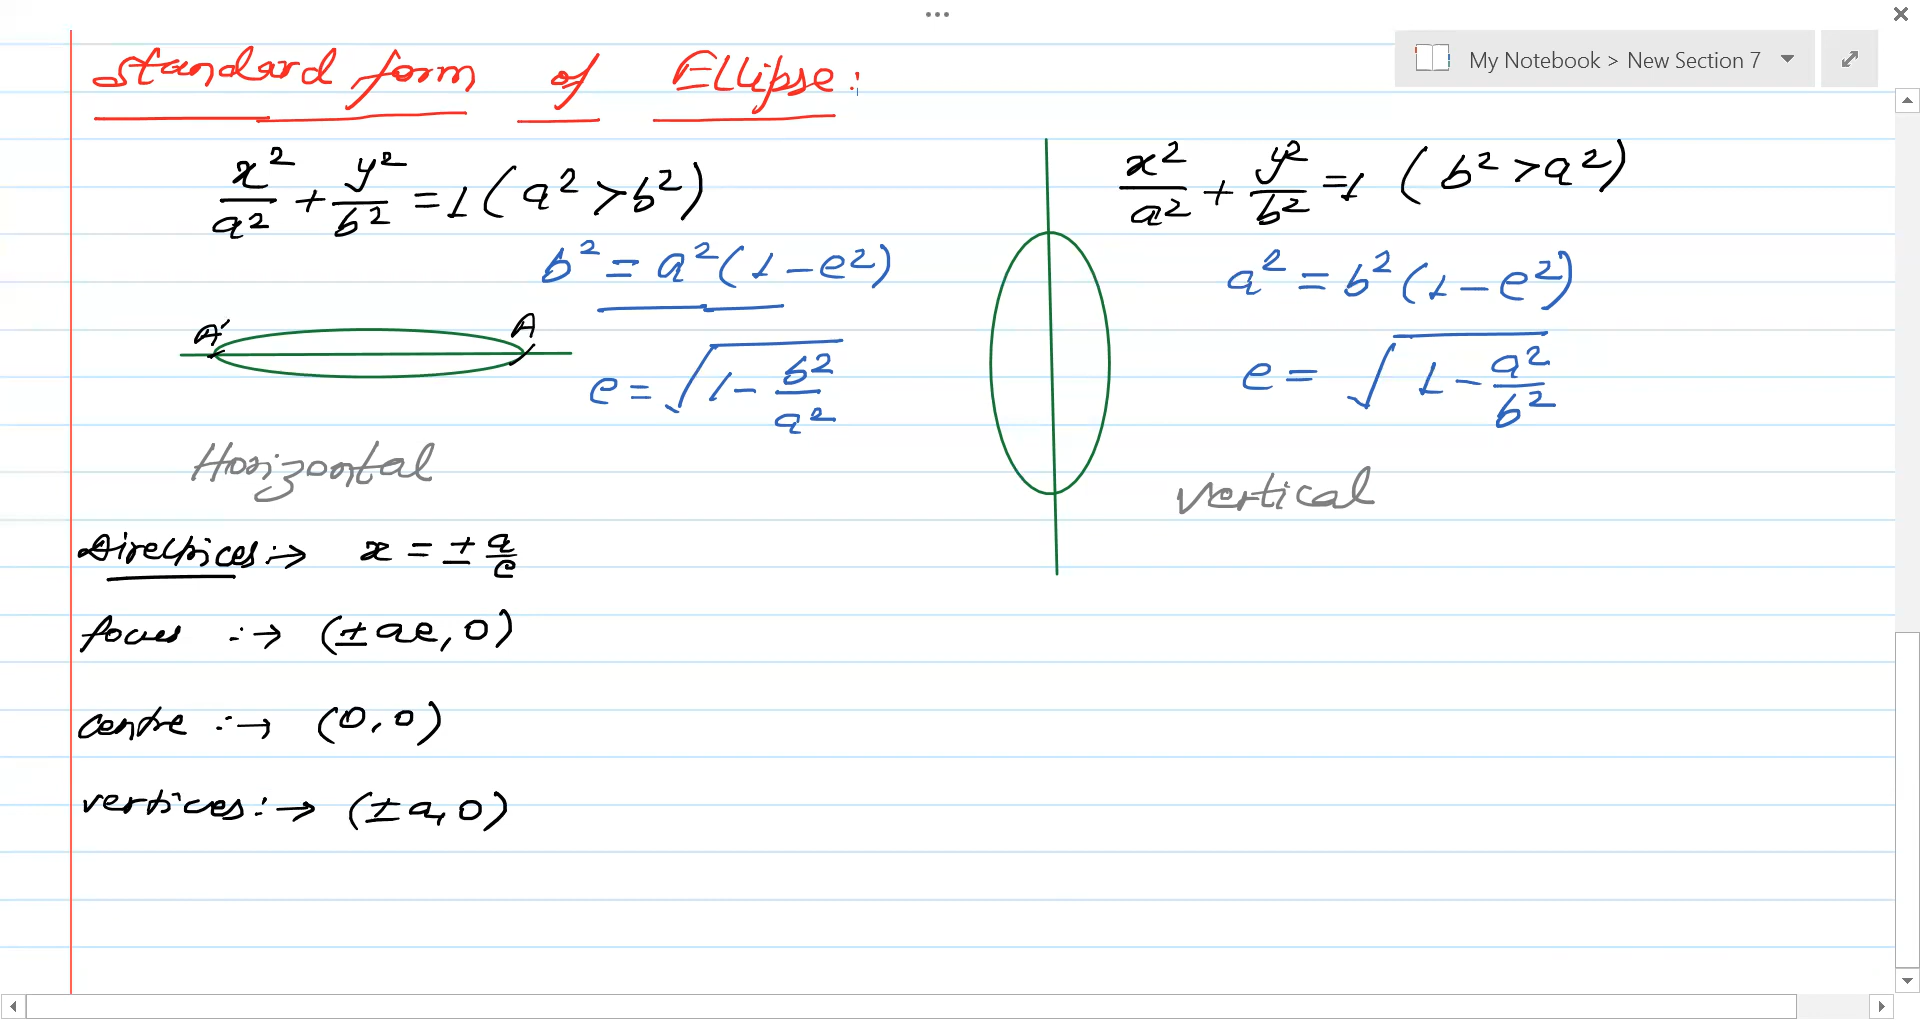 ...
My Notebook > New Section 7
standard form of Ellipse:
x²/a² + y²/b² = 1 (a² > b²)
b² = a²(1 - e²)
A' A
e = √(1 - b²/a²)
Horizontal
x²/a² + y²/b² = 1 (b² > a²)
a² = b²(1 - e²)
e = √(1 - a²/b²)
vertical
Directrices :→ x = ± a/e
focus :→ (± ae, 0)
centre :→ (0, 0)
vertices :→ (± a, 0)